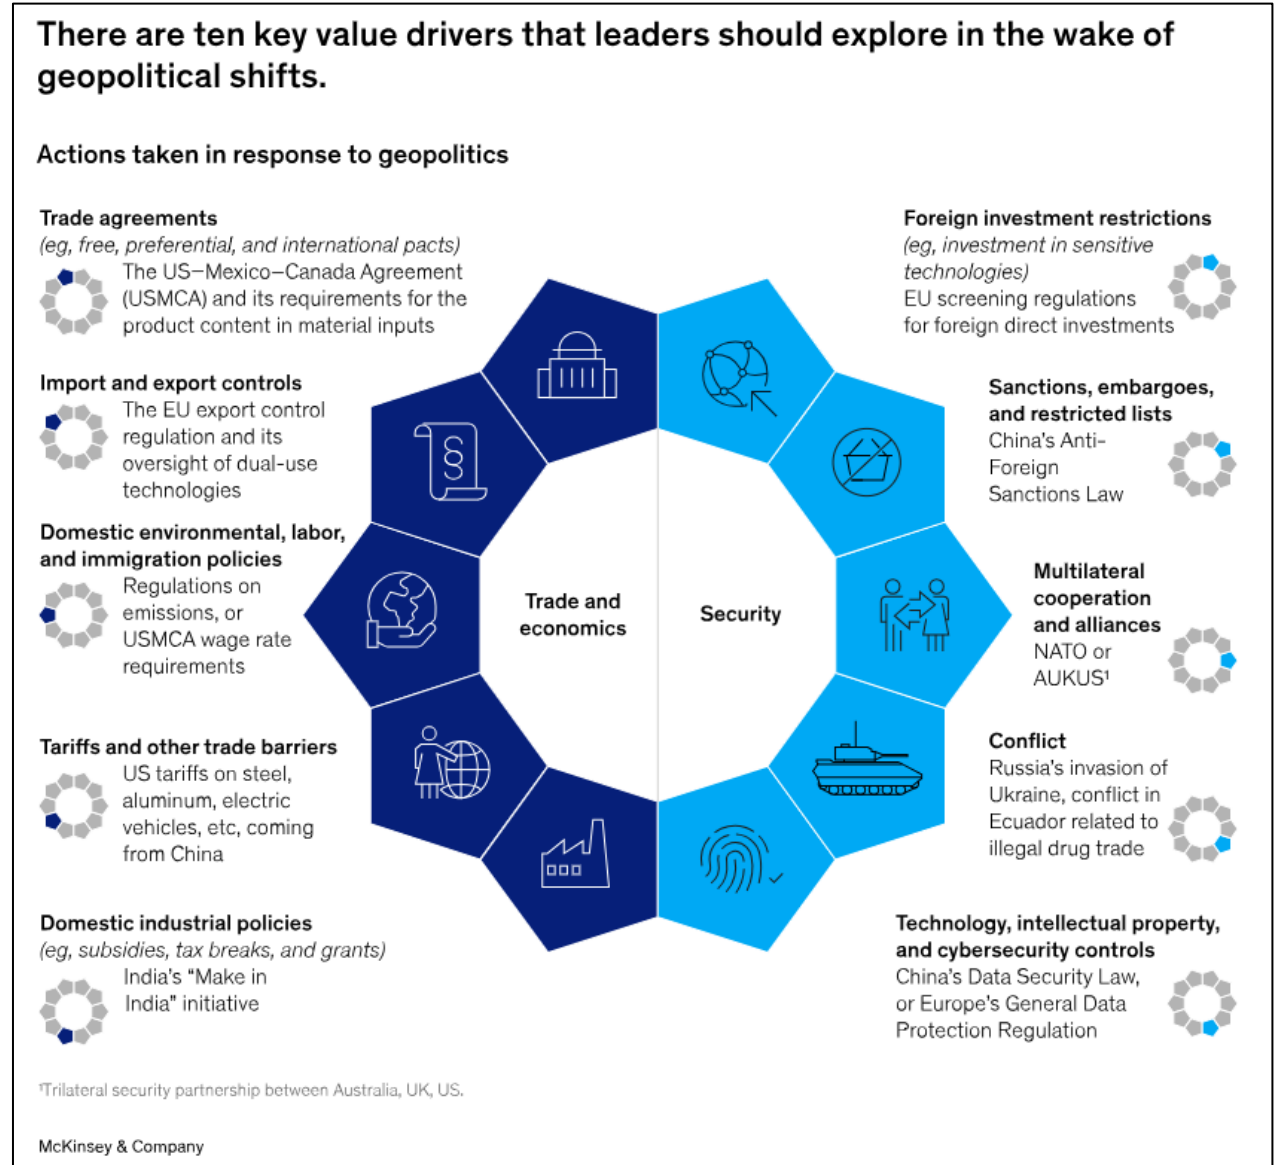 There are ten key value drivers that leaders should explore in the wake of
geopolitical shifts.
Actions taken in response to geopolitics
Trade agreements
(eg, free, preferential, and international pacts)
The US–Mexico–Canada Agreement
(USMCA) and its requirements for the
product content in material inputs
Import and export controls
The EU export control
regulation and its
oversight of dual-use
technologies
Domestic environmental, labor,
and immigration policies
Regulations on
emissions, or
USMCA wage rate
requirements
Tariffs and other trade barriers
US tariffs on steel,
aluminum, electric
vehicles, etc, coming
from China
Domestic industrial policies
(eg, subsidies, tax breaks, and grants)
India's “Make in
India” initiative
Trade and
economics
Security
Foreign investment restrictions
(eg, investment in sensitive
technologies)
EU screening regulations
for foreign direct investments
Sanctions, embargoes,
and restricted lists
China's Anti-
Foreign
Sanctions Law
Multilateral
cooperation
and alliances
NATO or
AUKUS¹
Conflict
Russia's invasion of
Ukraine, conflict in
Ecuador related to
illegal drug trade
Technology, intellectual property,
and cybersecurity controls
China's Data Security Law,
or Europe's General Data
Protection Regulation
¹Trilateral security partnership between Australia, UK, US.
McKinsey & Company